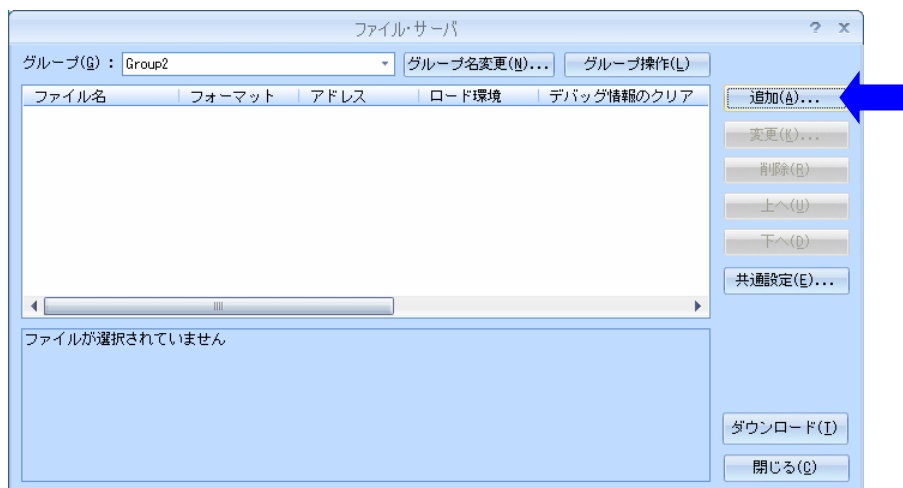 ファイル・サーバ
グループ(G): Group2 グループ名変更(N)... グループ操作(L)
ファイル名 フォーマット アドレス ロード環境 デバッグ情報のクリア
追加(A)...
変更(K)...
削除(R)
上へ(U)
下へ(D)
共通設定(E)...
ファイルが選択されていません
ダウンロード(I)
閉じる(C)